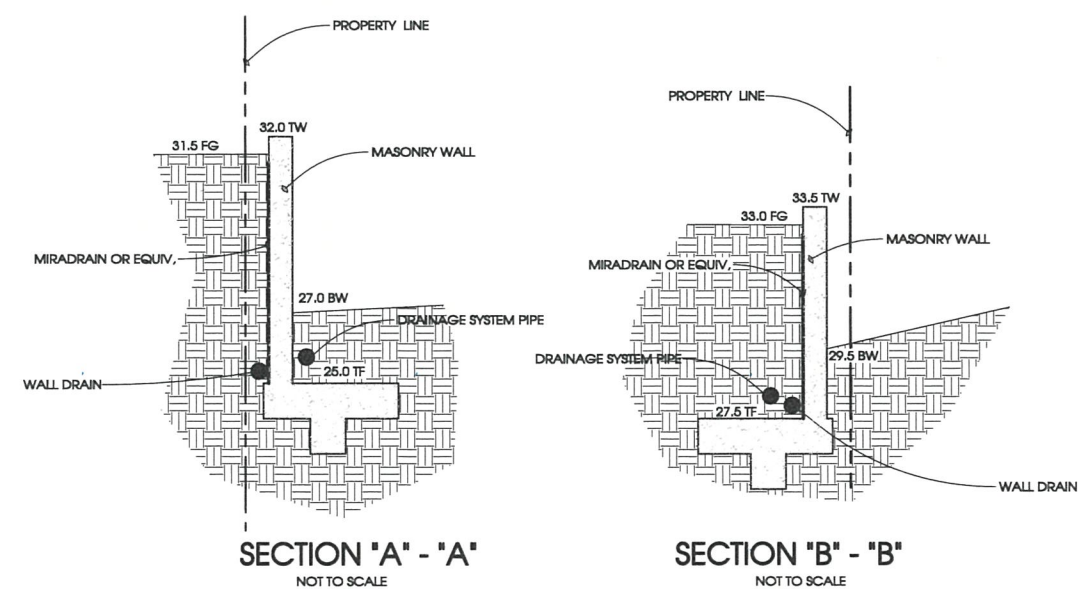 PROPERTY LINE
32.0 TW
31.5 FG
MASONRY WALL
MIRADRAIN OR EQUIV,
27.0 BW
DRAINAGE SYSTEM PIPE
25.0 TF
WALL DRAIN
SECTION "A" - "A"
NOT TO SCALE
PROPERTY LINE
33.5 TW
33.0 FG
MASONRY WALL
MIRADRAIN OR EQUIV,
29.5 BW
DRAINAGE SYSTEM PIPE
27.5 TF
WALL DRAIN
SECTION "B" - "B"
NOT TO SCALE